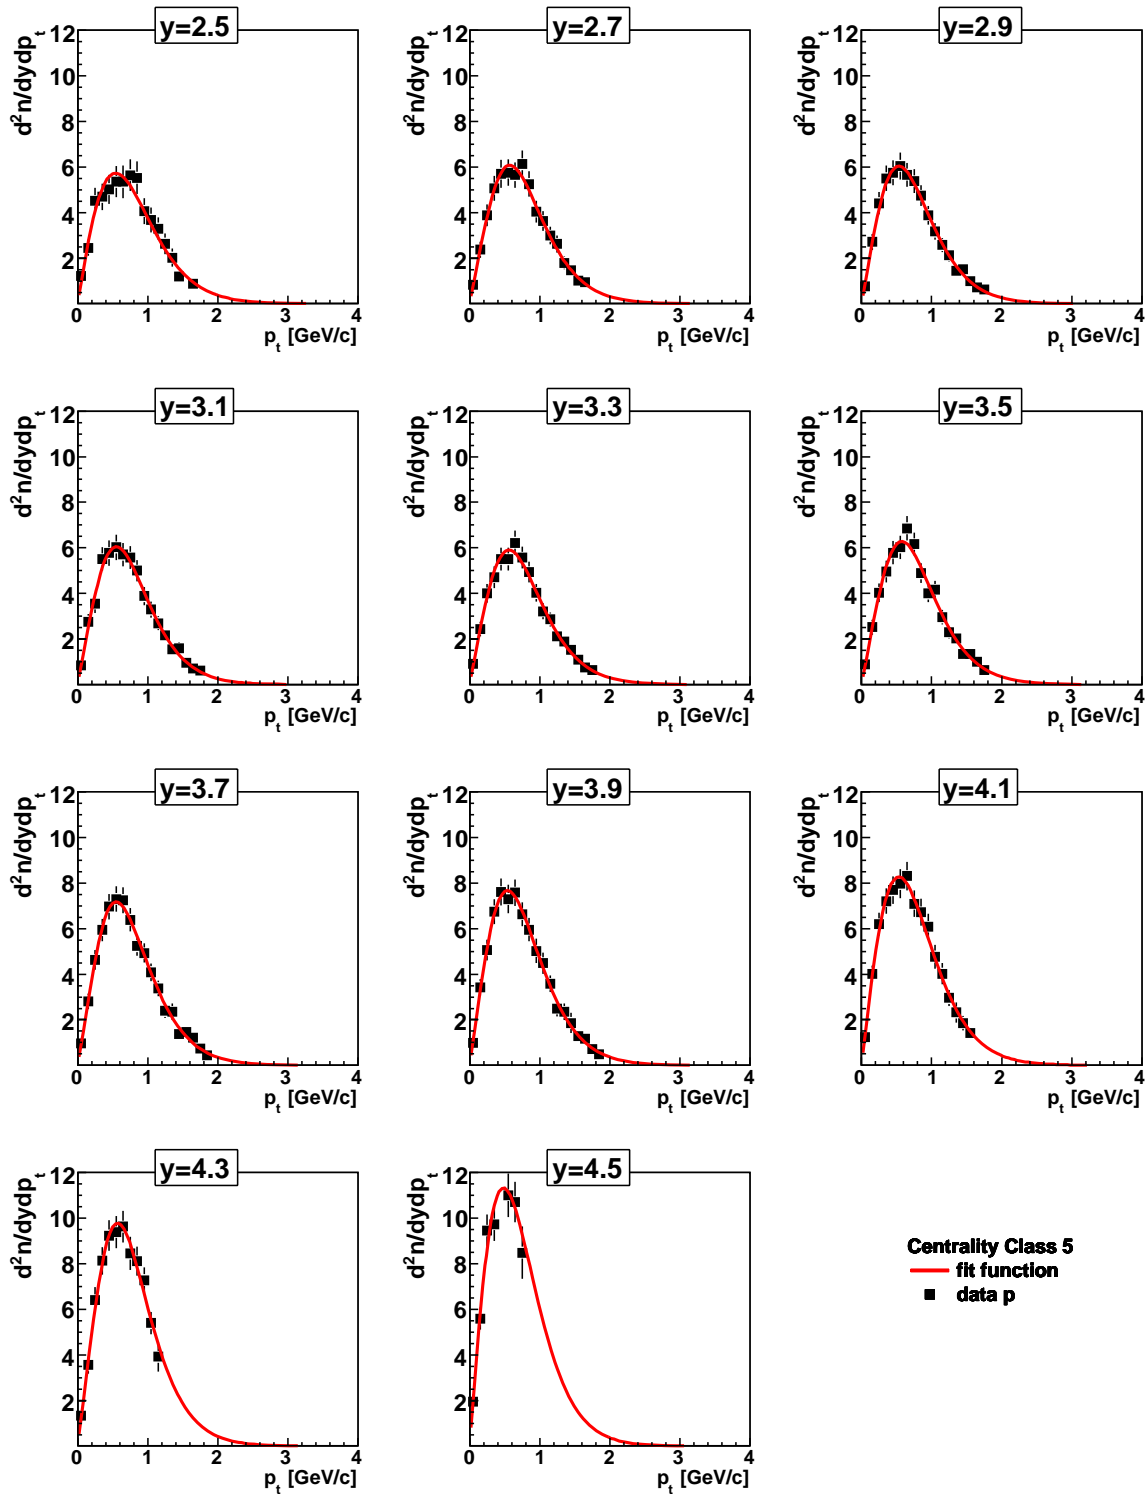 y=2.5
d²n/dydpₜ
12
10
8
6
4
2
0 1 2 3 4
pₜ [GeV/c]
y=2.7
d²n/dydpₜ
12
10
8
6
4
2
0 1 2 3 4
pₜ [GeV/c]
y=2.9
d²n/dydpₜ
12
10
8
6
4
2
0 1 2 3 4
pₜ [GeV/c]
y=3.1
d²n/dydpₜ
12
10
8
6
4
2
0 1 2 3 4
pₜ [GeV/c]
y=3.3
d²n/dydpₜ
12
10
8
6
4
2
0 1 2 3 4
pₜ [GeV/c]
y=3.5
d²n/dydpₜ
12
10
8
6
4
2
0 1 2 3 4
pₜ [GeV/c]
y=3.7
d²n/dydpₜ
12
10
8
6
4
2
0 1 2 3 4
pₜ [GeV/c]
y=3.9
d²n/dydpₜ
12
10
8
6
4
2
0 1 2 3 4
pₜ [GeV/c]
y=4.1
d²n/dydpₜ
12
10
8
6
4
2
0 1 2 3 4
pₜ [GeV/c]
y=4.3
d²n/dydpₜ
12
10
8
6
4
2
0 1 2 3 4
pₜ [GeV/c]
y=4.5
d²n/dydpₜ
12
10
8
6
4
2
0 1 2 3 4
pₜ [GeV/c]
Centrality Class 5
fit function
data p